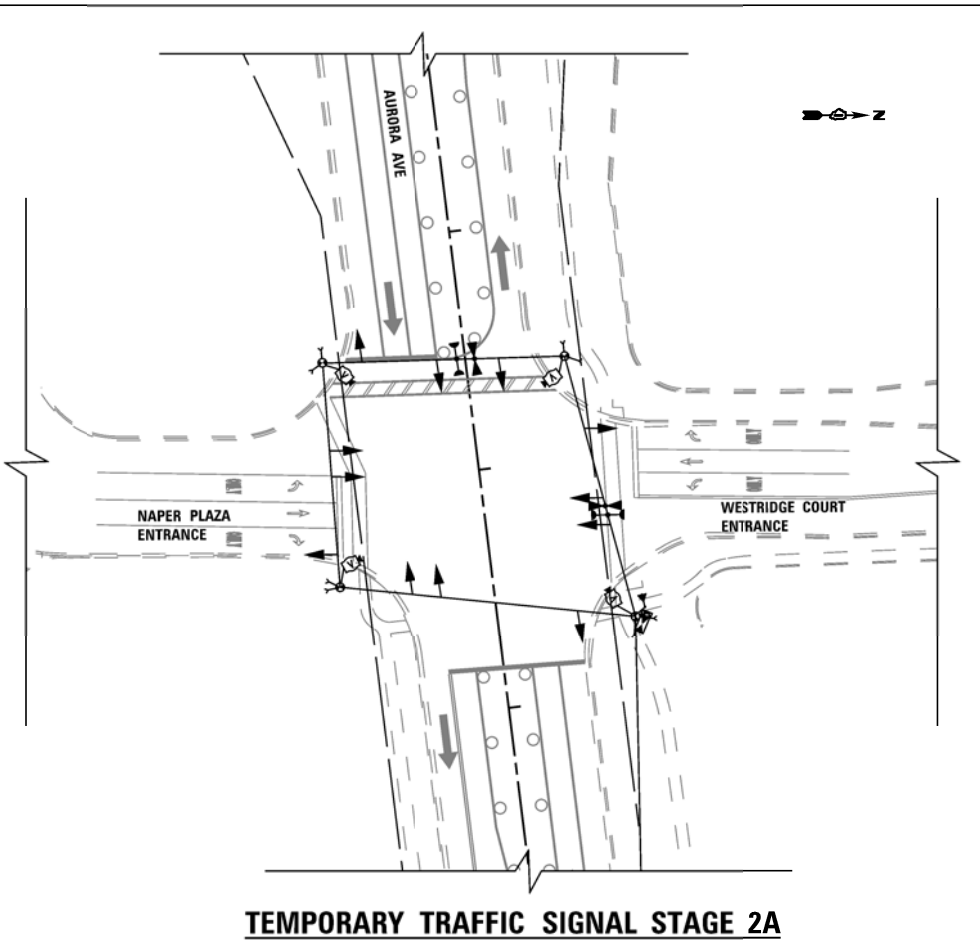 AURORA AVE
Z
NAPER PLAZA
ENTRANCE
WESTRIDGE COURT
ENTRANCE
V
V
V
V
TEMPORARY TRAFFIC SIGNAL STAGE 2A